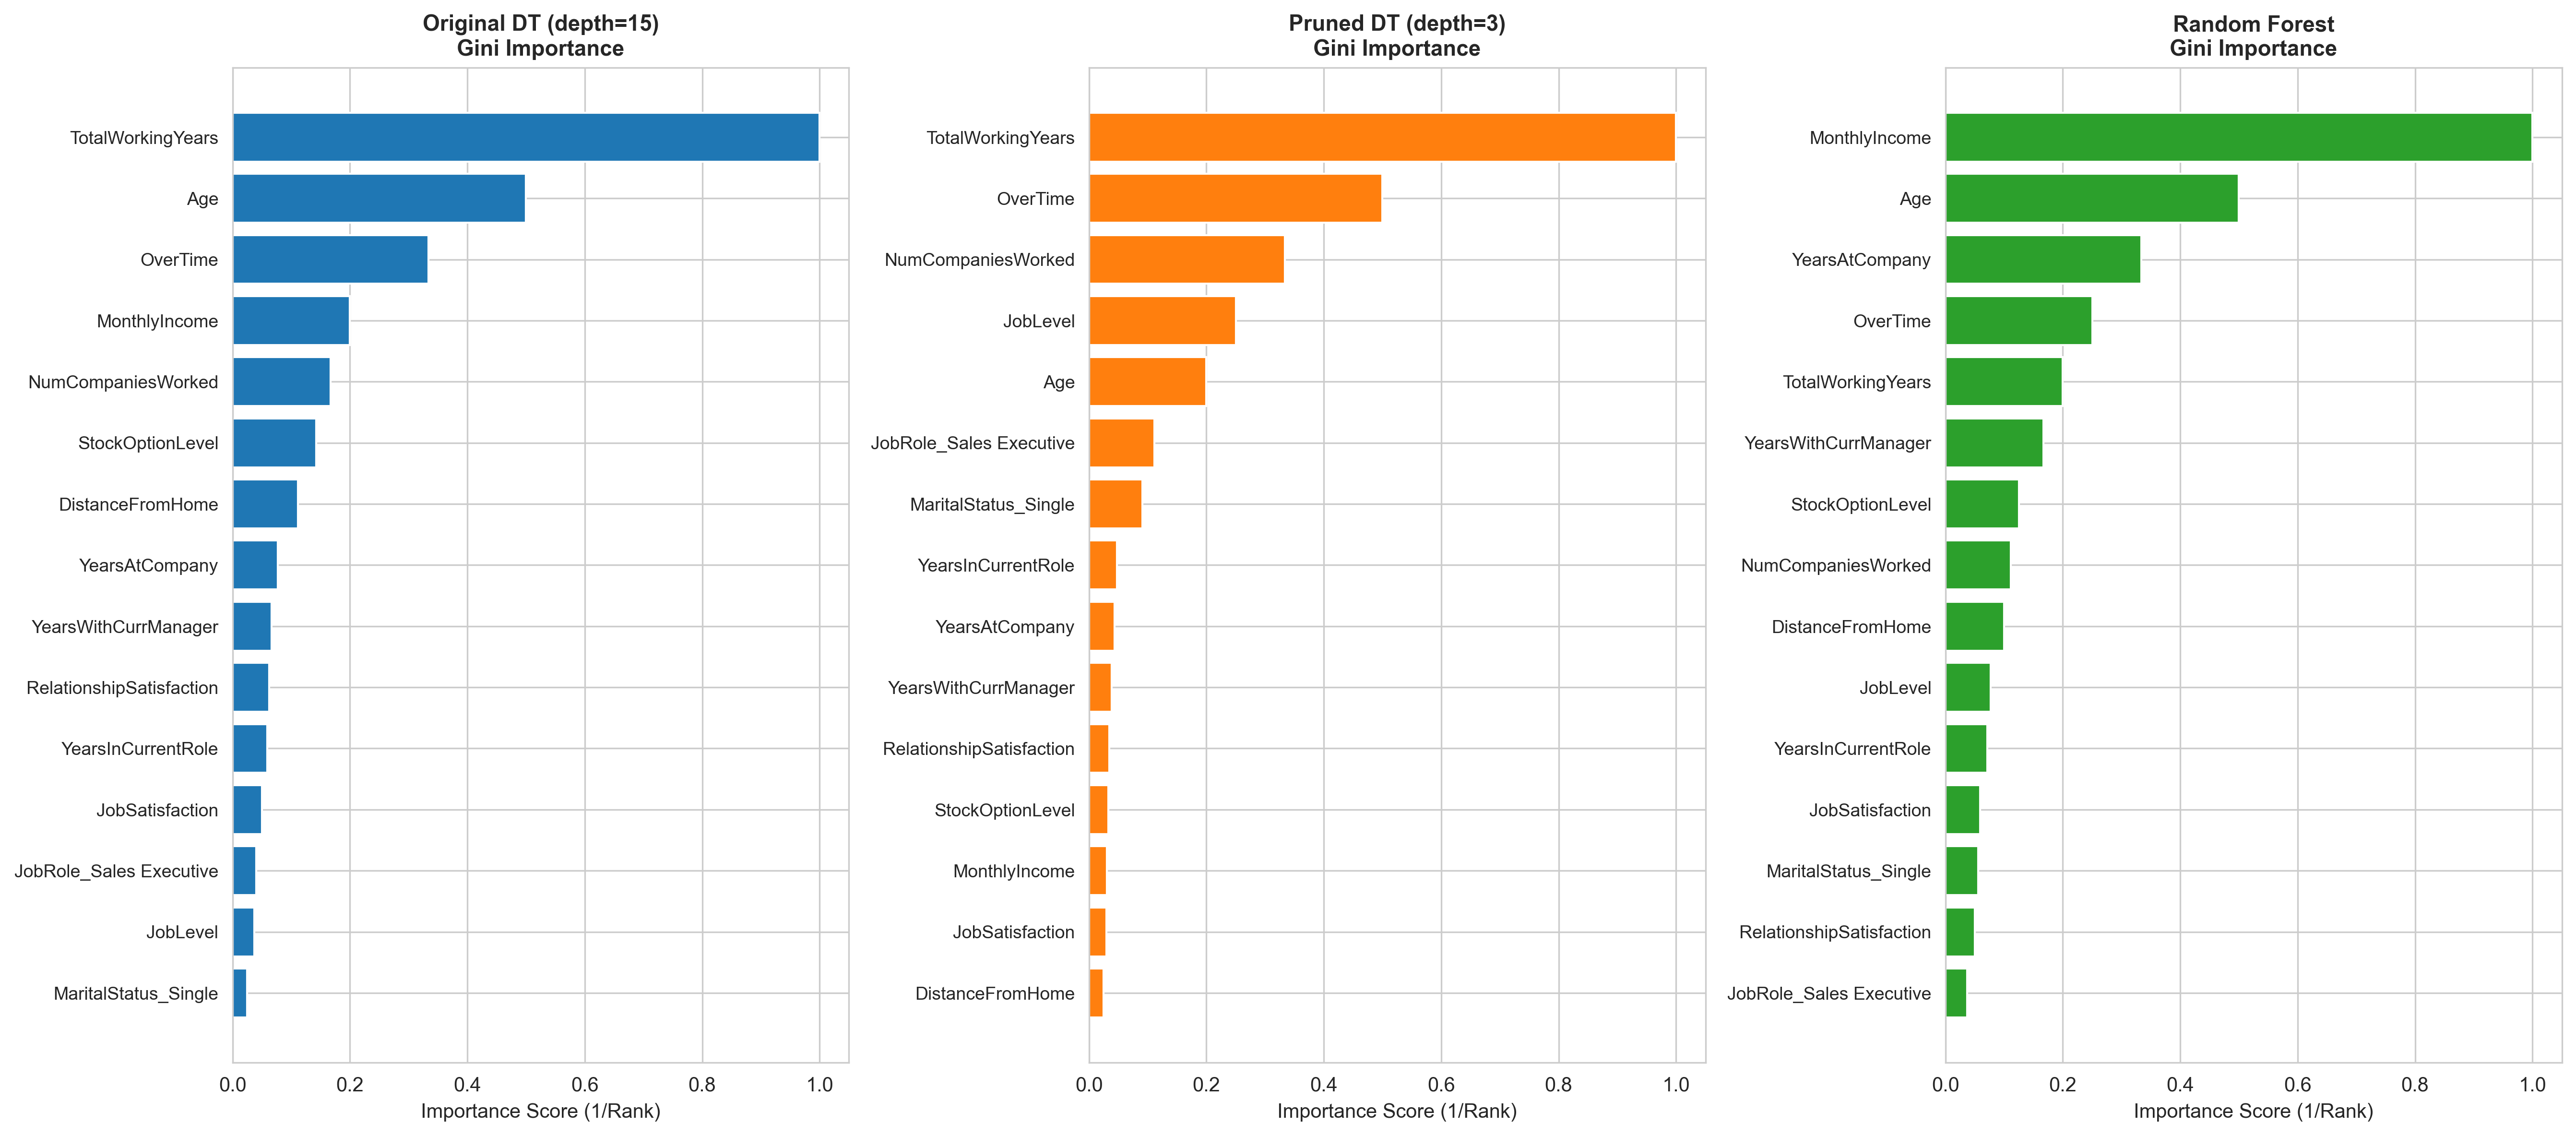 Original DT (depth=15)
Gini Importance
TotalWorkingYears
Age
OverTime
MonthlyIncome
NumCompaniesWorked
StockOptionLevel
DistanceFromHome
YearsAtCompany
YearsWithCurrManager
RelationshipSatisfaction
YearsInCurrentRole
JobSatisfaction
JobRole_Sales Executive
JobLevel
MaritalStatus_Single
0.0 0.2 0.4 0.6 0.8 1.0
Importance Score (1/Rank)
Pruned DT (depth=3)
Gini Importance
TotalWorkingYears
OverTime
NumCompaniesWorked
JobLevel
Age
JobRole_Sales Executive
MaritalStatus_Single
YearsInCurrentRole
YearsAtCompany
YearsWithCurrManager
RelationshipSatisfaction
StockOptionLevel
MonthlyIncome
JobSatisfaction
DistanceFromHome
0.0 0.2 0.4 0.6 0.8 1.0
Importance Score (1/Rank)
Random Forest
Gini Importance
MonthlyIncome
Age
YearsAtCompany
OverTime
TotalWorkingYears
YearsWithCurrManager
StockOptionLevel
NumCompaniesWorked
DistanceFromHome
JobLevel
YearsInCurrentRole
JobSatisfaction
MaritalStatus_Single
RelationshipSatisfaction
JobRole_Sales Executive
0.0 0.2 0.4 0.6 0.8 1.0
Importance Score (1/Rank)